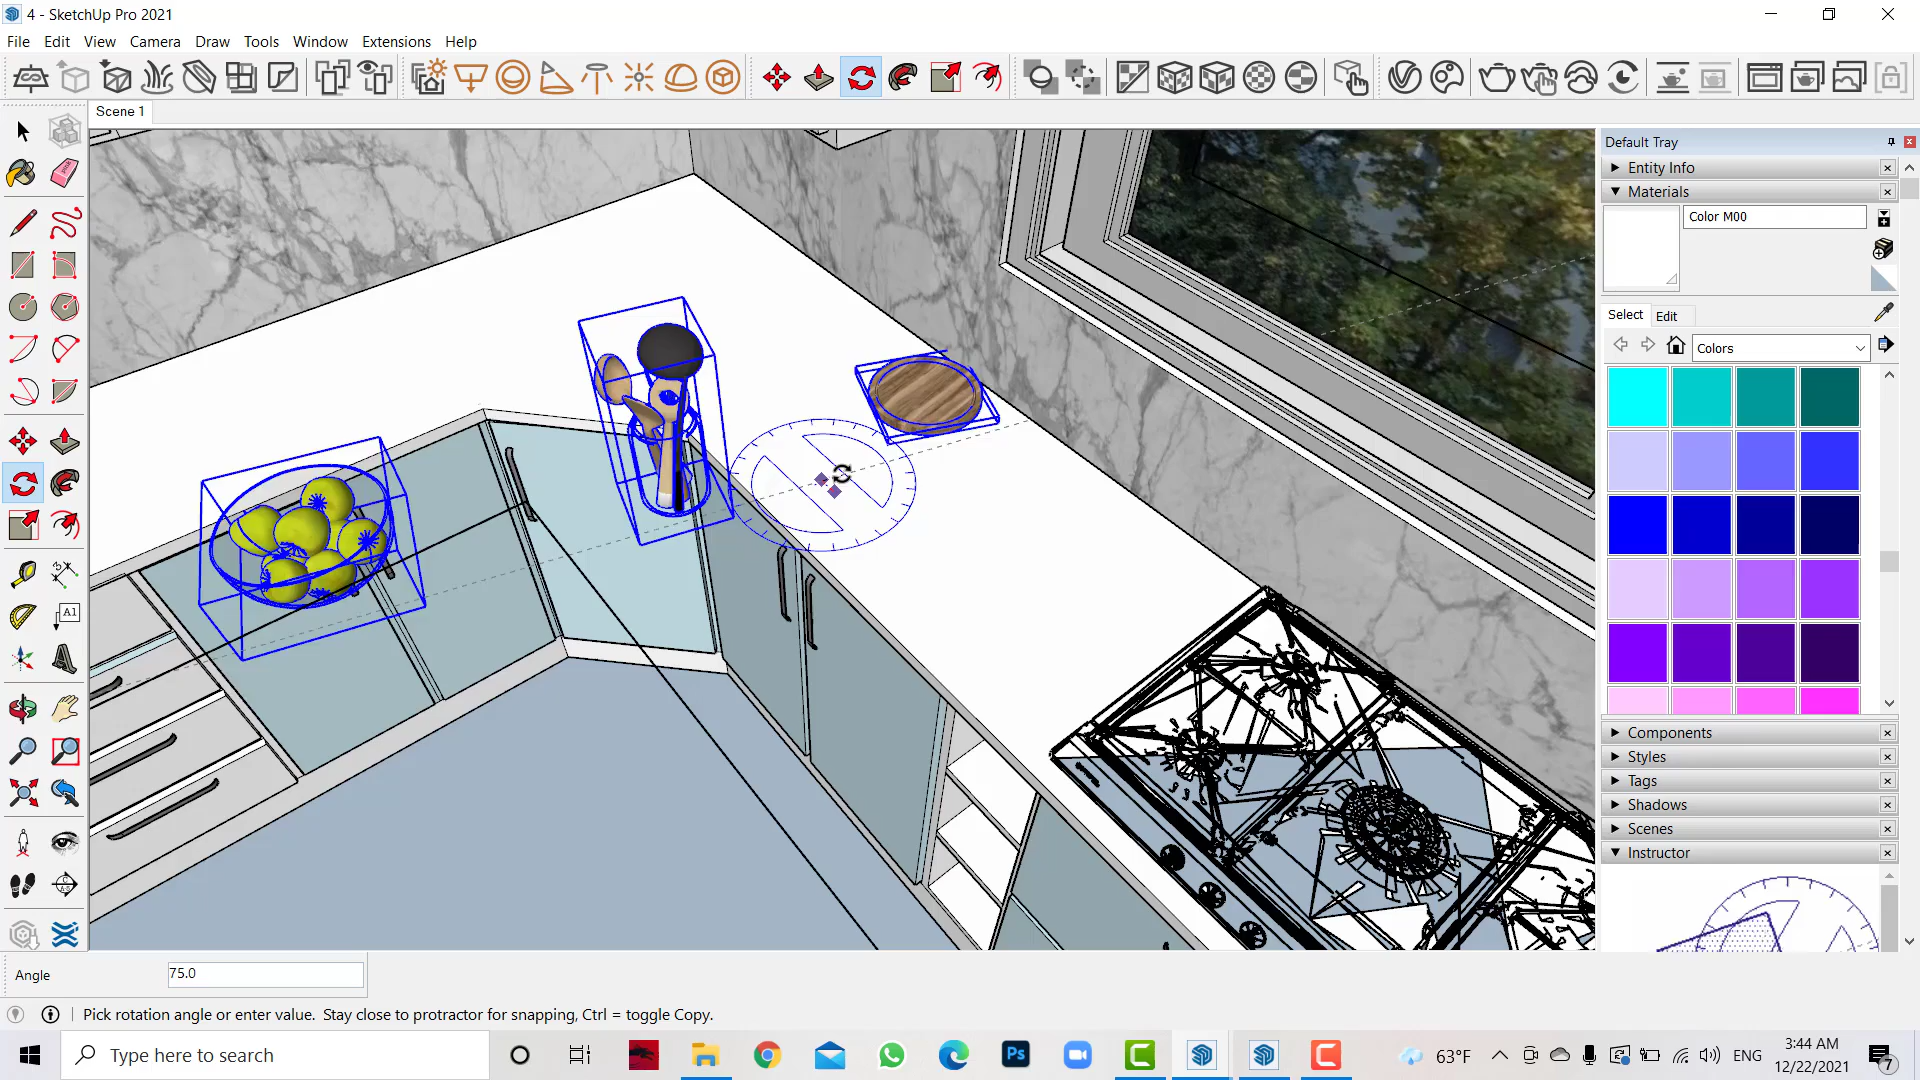 4 - SketchUp Pro 2021
File Edit View Camera Draw Tools Window Extensions Help
Scene 1
Default Tray
Entity Info
Materials
Color M00
Select Edit
Colors
Components
Styles
Tags
Shadows
Scenes
Instructor
Angle 75.0
Pick rotation angle or enter value. Stay close to protractor for snapping, Ctrl = toggle Copy.
Type here to search
Ps
63°F
ENG
3:44 AM
12/22/2021
7